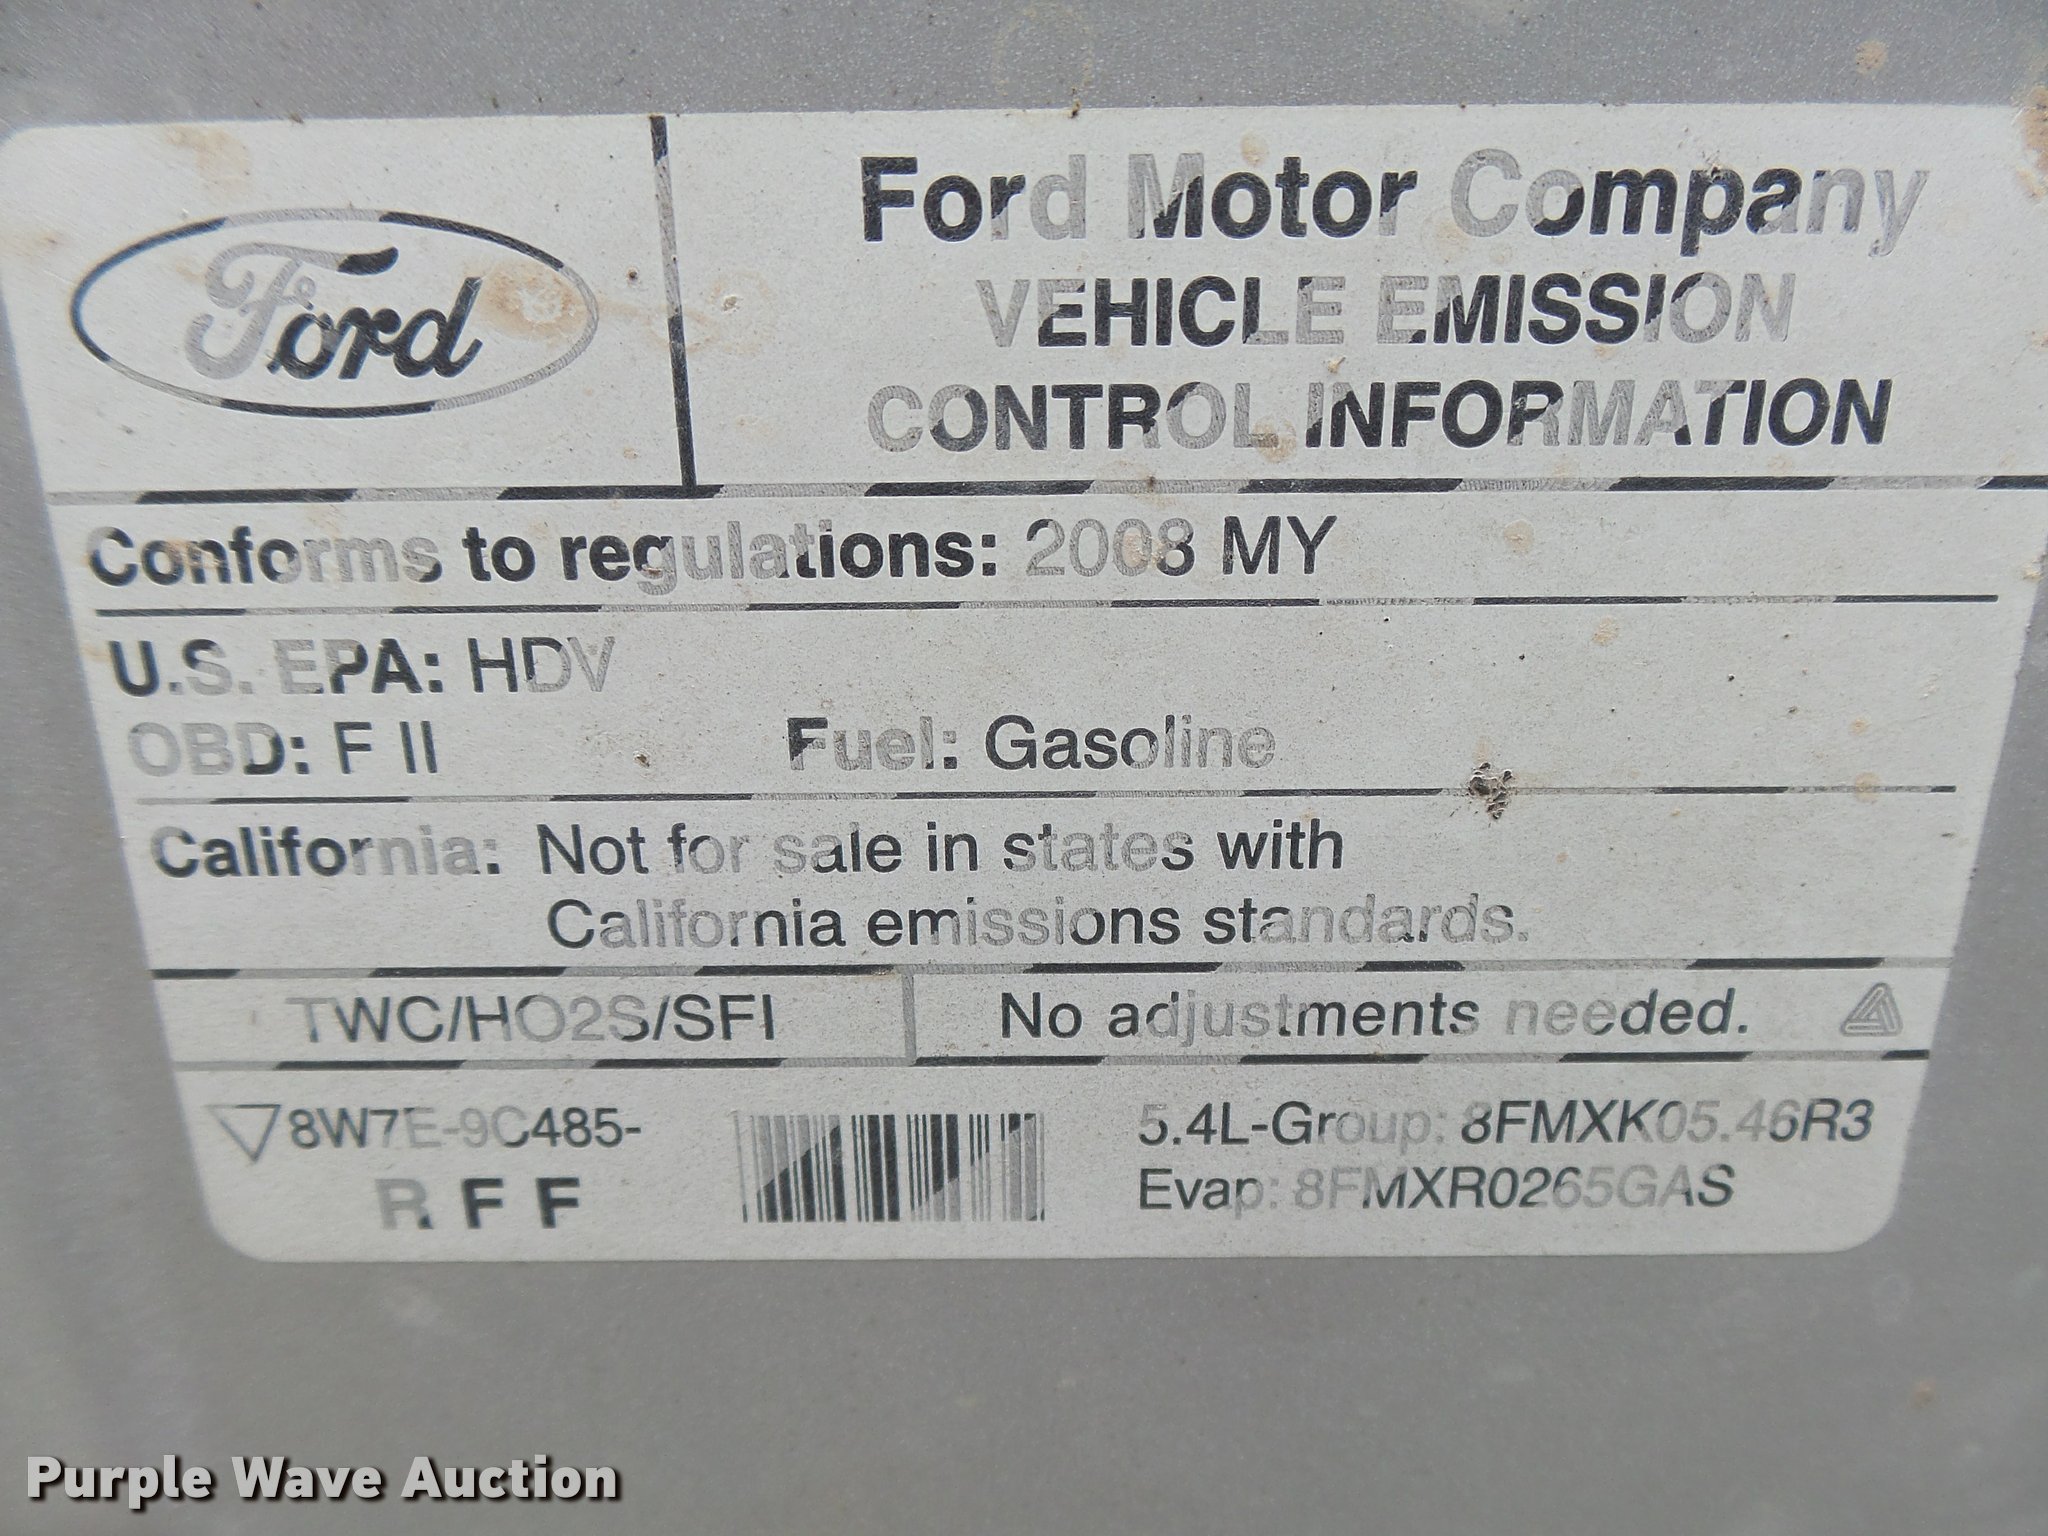 Ford
Ford Motor Company
VEHICLE EMISSION
CONTROL INFORMATION
Conforms to regulations: 2008 MY
U.S. EPA: HDV
OBD: F II Fuel: Gasoline
California: Not for sale in states with
California emissions standards.
TWC/HO2S/SFI No adjustments needed.
8W7E-9C485-
R F F
5.4L-Group: 8FMXK05.46R3
Evap: 8FMXR0265GAS
Purple Wave Auction